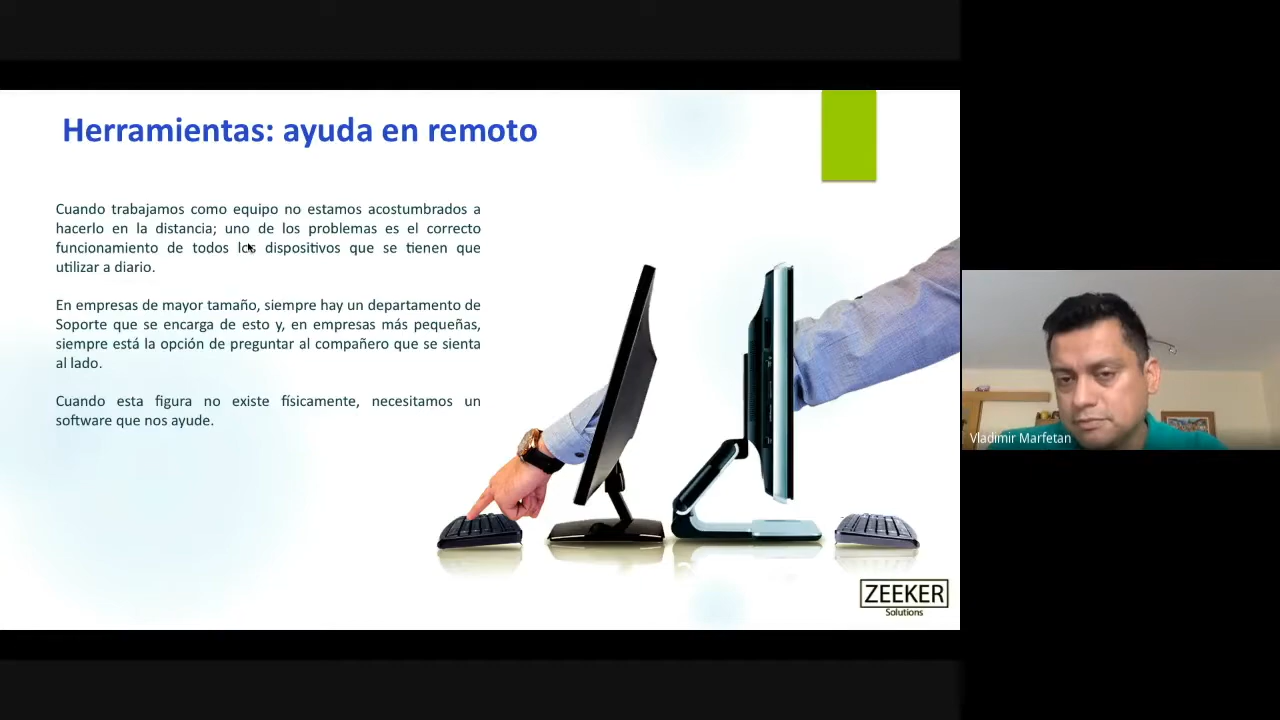 Herramientas: ayuda en remoto
Cuando trabajamos como equipo no estamos acostumbrados a
hacerlo en la distancia; uno de los problemas es el correcto
funcionamiento de todos los dispositivos que se tienen que
utilizar a diario.
En empresas de mayor tamaño, siempre hay un departamento de
Soporte que se encarga de esto y, en empresas más pequeñas,
siempre está la opción de preguntar al compañero que se sienta
al lado.
Cuando esta figura no existe físicamente, necesitamos un
software que nos ayude.
ZEEKER
Solutions
Vladimir Marfetan